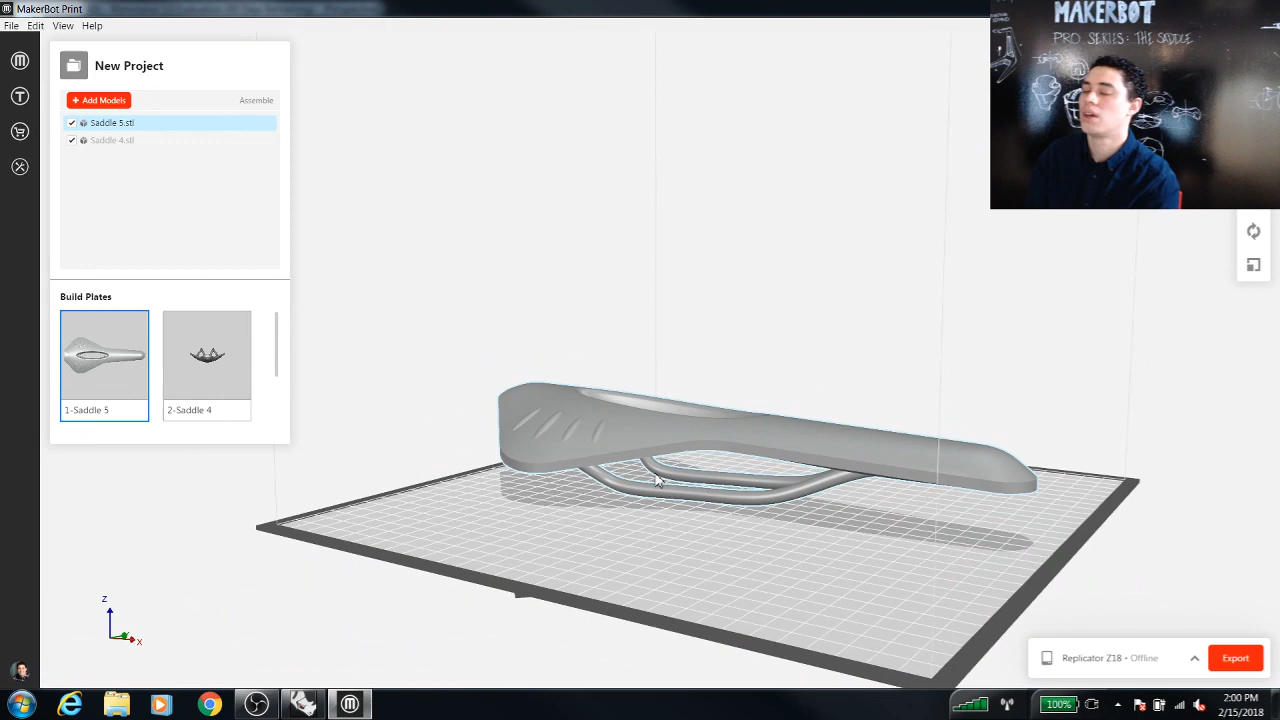 MakerBot Print
File Edit View Help
New Project
+ Add Models
Assemble
Saddle 5.stl
Saddle 4.stl
Build Plates
1-Saddle 5
2-Saddle 4
Z
X
MAKERBOT
PRO SERIES: THE SADDLE
Replicator Z18 • Offline
Export
100%
2:00 PM
2/15/2018